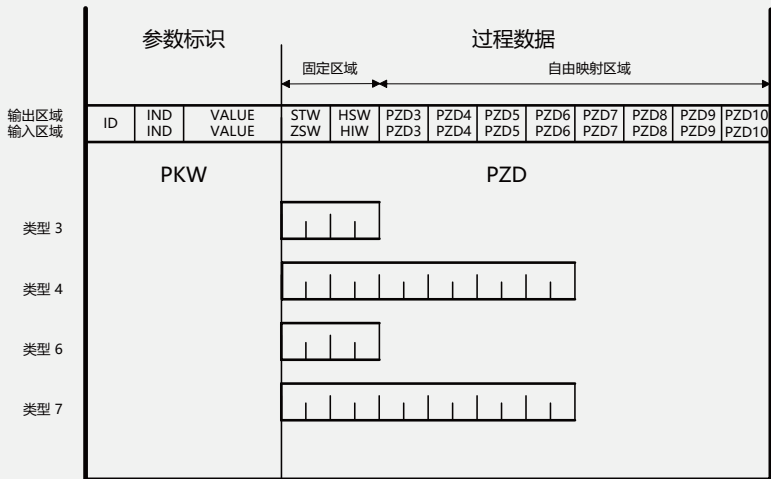 参数标识 过程数据
固定区域 自由映射区域
输出区域 ID IND VALUE STW HSW PZD3 PZD4 PZD5 PZD6 PZD7 PZD8 PZD9 PZD10
输入区域 IND VALUE ZSW HIW PZD3 PZD4 PZD5 PZD6 PZD7 PZD8 PZD9 PZD10
PKW PZD
类型 3
类型 4
类型 6
类型 7